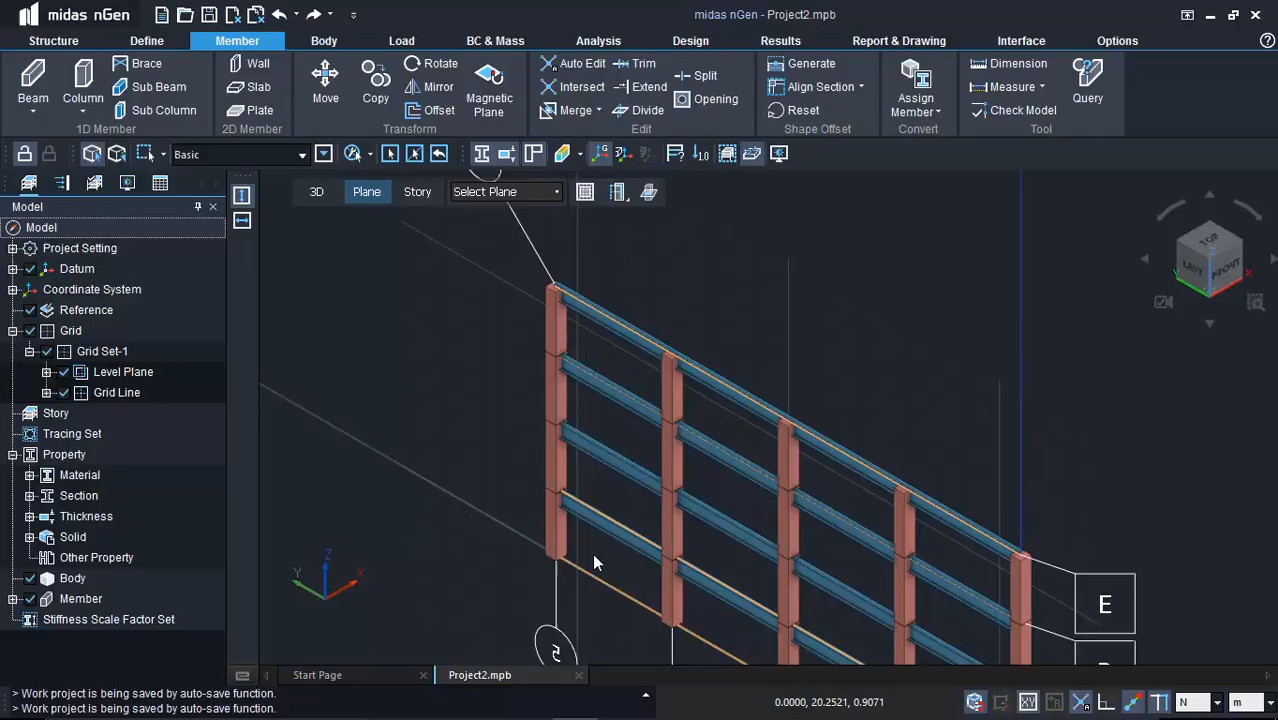 midas nGen
midas nGen - Project2.mpb
Structure Define Member Body Load BC & Mass Analysis Design Results Report & Drawing Interface Options
Beam
Column
Brace
Sub Beam
Sub Column
1D Member
Wall
Slab
Plate
2D Member
Move
Copy
Rotate
Mirror
Offset
Magnetic
Plane
Transform
Auto Edit
Intersect
Merge
Trim
Extend
Divide
Split
Opening
Edit
Generate
Align Section
Reset
Shape Offset
Assign
Member
Convert
Dimension
Measure
Check Model
Query
Tool
Basic
Model
3D Plane Story Select Plane
Model
Project Setting
Datum
Coordinate System
Reference
Grid
Grid Set-1
Level Plane
Grid Line
Story
Tracing Set
Property
Material
Section
Thickness
Solid
Other Property
Body
Member
Stiffness Scale Factor Set
TOP
LEFT
FRONT
Z
Y
X
Z
Y
X
E
2
Start Page
Project2.mpb
> Work project is being saved by auto-save function.
> Work project is being saved by auto-save function.
0.0000, 20.2521, 0.9071
N
m